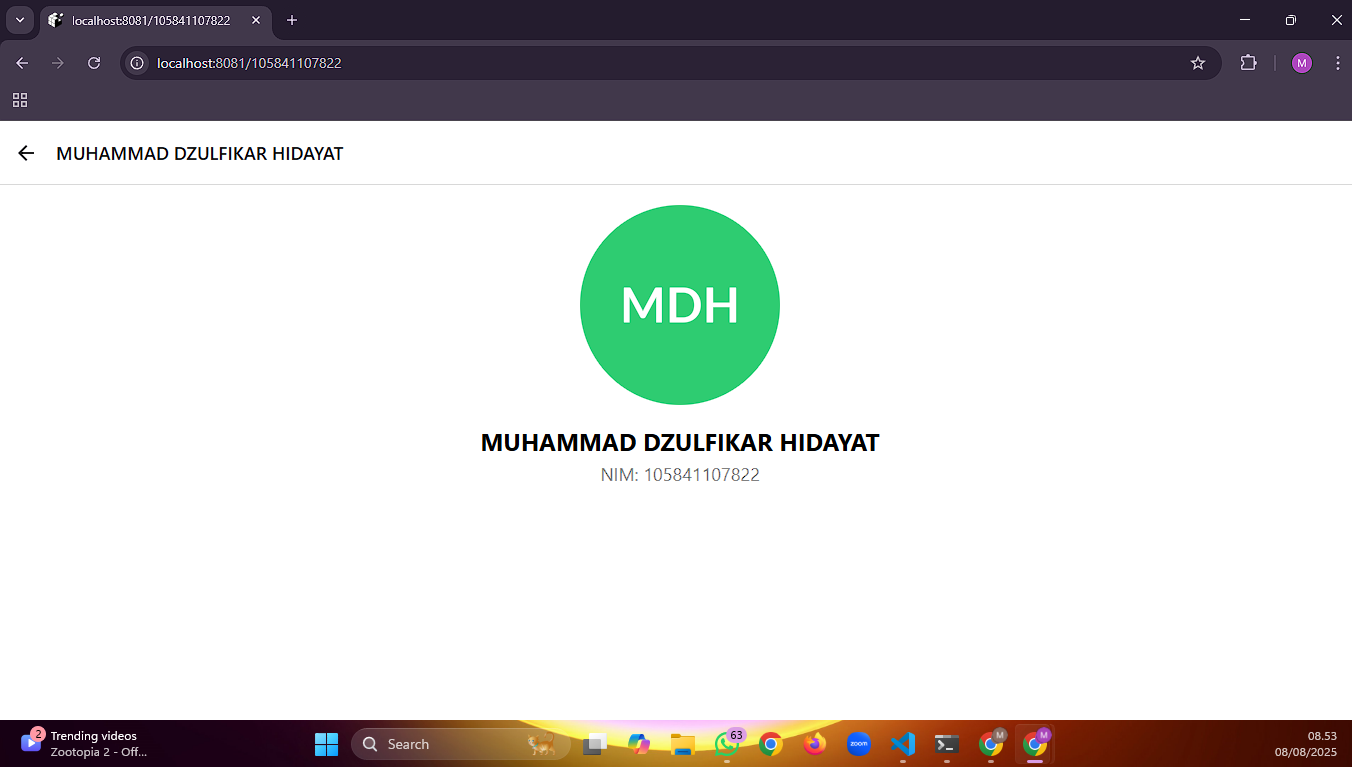 localhost:8081/105841107822
localhost:8081/105841107822
M
MUHAMMAD DZULFIKAR HIDAYAT
MDH
MUHAMMAD DZULFIKAR HIDAYAT
NIM: 105841107822
2
Trending videos
Zootopia 2 - Off...
Search
63
zoom
M
M
08.53
08/08/2025